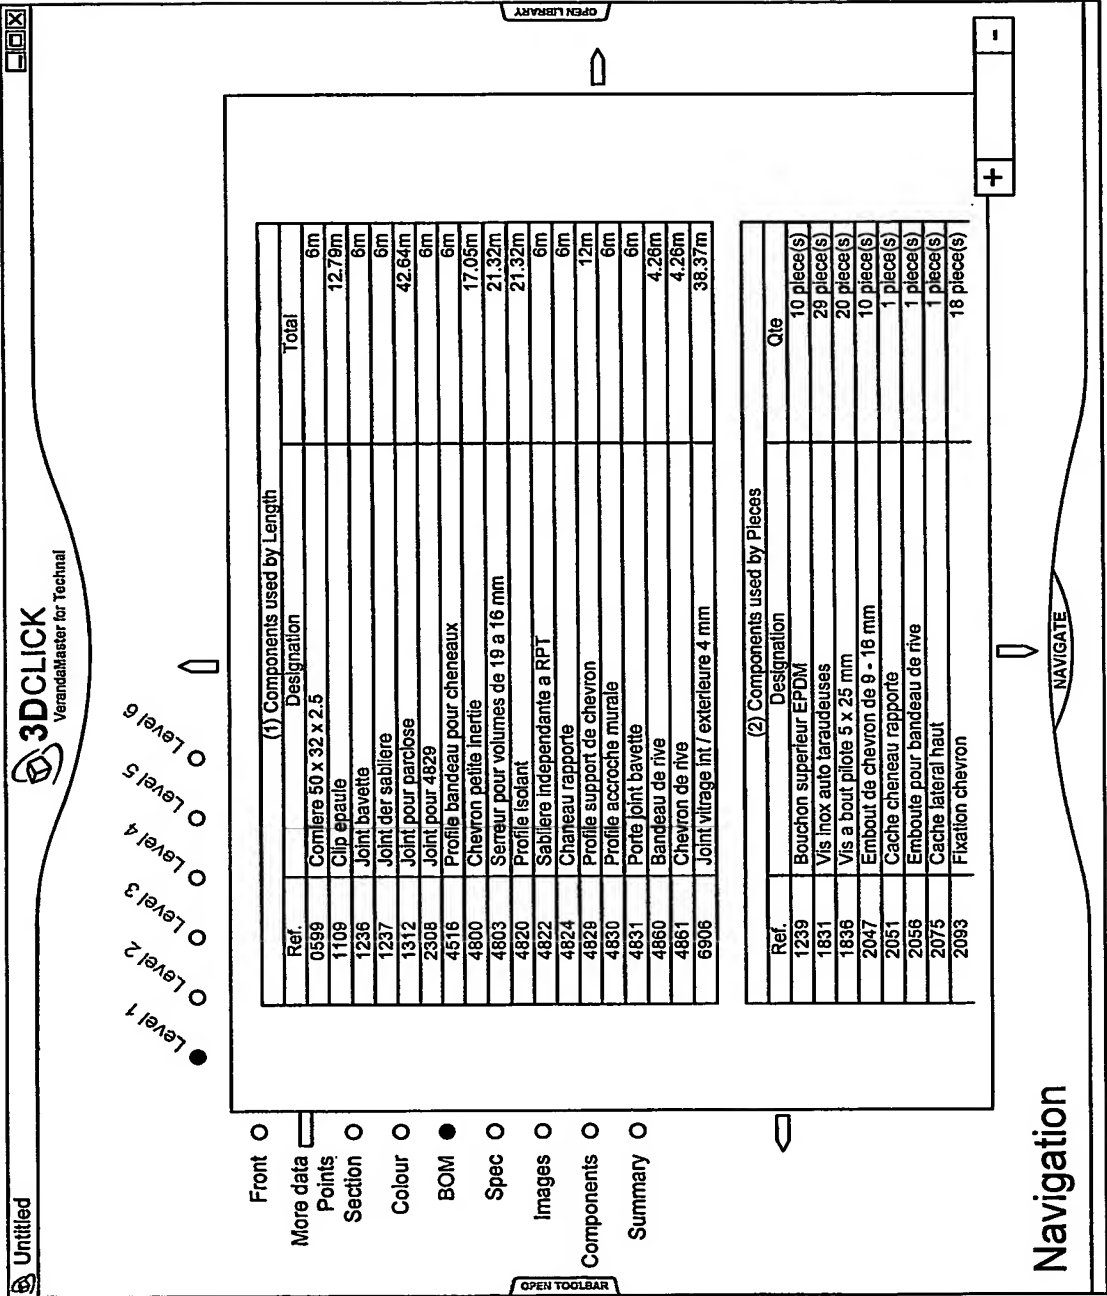 Untitled
3DCLICK
VerandaMaster for Technal
Level 1
Level 2
Level 3
Level 4
Level 5
Level 6
Front
More data
Points
Section
Colour
BOM
Spec
Images
Components
Summary
OPEN TOOLBAR
OPEN LIBRARY
(1) Components used by Length
Ref. Designation Total
0599 Corniere 50 x 32 x 2.5 6m
1109 Clip epaule 12.79m
1236 Joint bavette 6m
1237 Joint der sabliere 6m
1312 Joint pour parclose 42.64m
2308 Joint pour 4829 6m
4516 Profile bandeau pour cheneaux 6m
4800 Chevron petite inertie 17.05m
4803 Serreur pour volumes de 19 a 16 mm 21.32m
4820 Profile isolant 21.32m
4822 Sabliere independante a RPT 6m
4824 Chaneau rapporte 6m
4829 Profile support de chevron 12m
4830 Profile accroche murale 6m
4831 Porte joint bavette 6m
4860 Bandeau de rive 4.26m
4861 Chevron de rive 4.26m
6906 Joint vitrage int / exterieure 4 mm 38.37m
(2) Components used by Pieces
Ref. Designation Qte
1239 Bouchon superieur EPDM 10 piece(s)
1831 Vis inox auto taraudeuses 29 piece(s)
1836 Vis a bout pilote 5 x 25 mm 20 piece(s)
2047 Embout de chevron de 9 - 18 mm 10 piece(s)
2051 Cache cheneau rapporte 1 piece(s)
2056 Emboute pour bandeau de rive 1 piece(s)
2075 Cache lateral haut 1 piece(s)
2093 Fixation chevron 18 piece(s)
+ -
Navigation
NAVIGATE